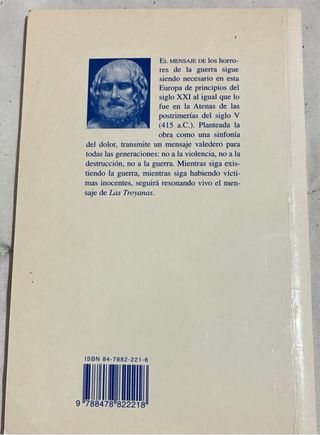 EL MENSAJE DE los horro-
res de la guerra sigue
siendo necesario en esta
Europa de principios del
siglo XXI al igual que lo
fue en la Atenas de las
postrimerías del siglo V
(415 a.C.). Planteada la
obra como una sinfonía
del dolor, transmite un mensaje valedero para
todas las generaciones: no a la violencia, no a la
destrucción, no a la guerra. Mientras siga exis-
tiendo la guerra, mientras siga habiendo vícti-
mas inocentes, seguirá resonando vivo el men-
saje de Las Troyanas.
ISBN 84-7882-221-6
9 788478 822218